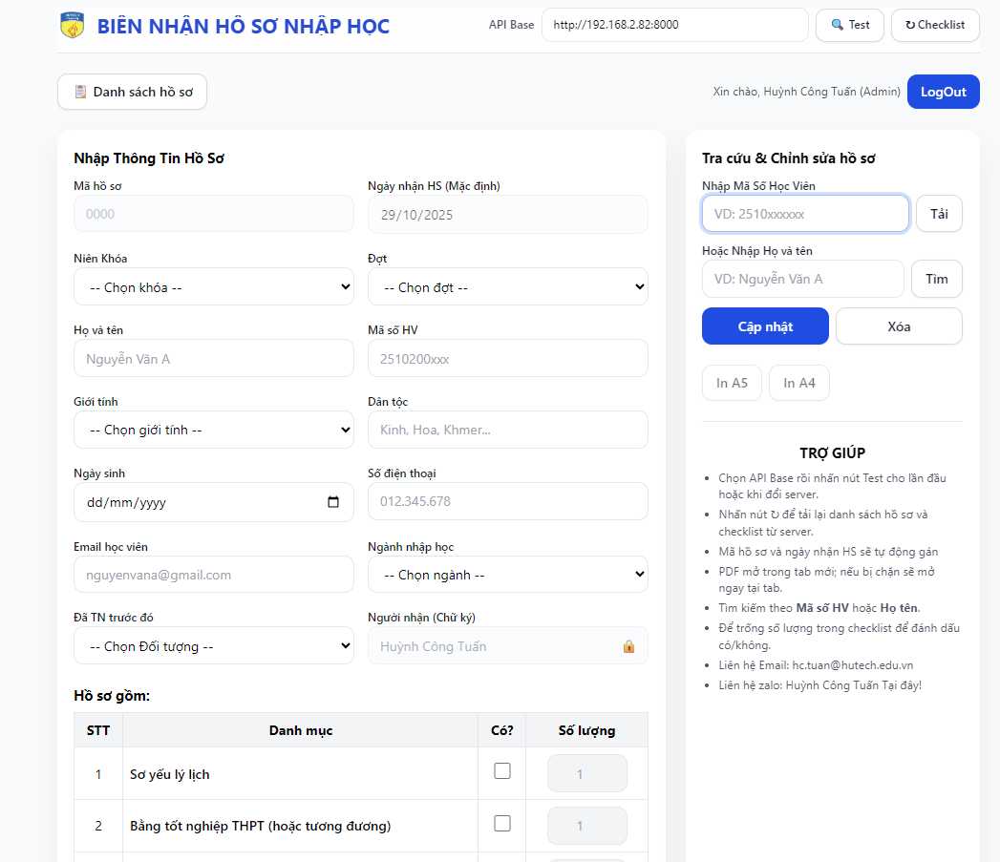 BIÊN NHẬN HỒ SƠ NHẬP HỌC
API Base http://192.168.2.82:8000 Test ↻ Checklist
Danh sách hồ sơ Xin chào, Huỳnh Công Tuấn (Admin) LogOut
Nhập Thông Tin Hồ Sơ
Mã hồ sơ Ngày nhận HS (Mặc định)
0000 29/10/2025
Niên Khóa Đợt
-- Chọn khóa -- -- Chọn đợt --
Họ và tên Mã số HV
Nguyễn Văn A 2510200xxx
Giới tính Dân tộc
-- Chọn giới tính -- Kinh, Hoa, Khmer...
Ngày sinh Số điện thoại
dd/mm/yyyy 012.345.678
Email học viên Ngành nhập học
nguyenvana@gmail.com -- Chọn ngành --
Đã TN trước đó Người nhận (Chữ ký)
-- Chọn Đối tượng -- Huỳnh Công Tuấn
Hồ sơ gồm:
STT Danh mục Có? Số lượng
1 Sơ yếu lý lịch 1
2 Bằng tốt nghiệp THPT (hoặc tương đương) 1
Tra cứu & Chỉnh sửa hồ sơ
Nhập Mã Số Học Viên
VD: 2510xxxxxx Tải
Hoặc Nhập Họ và tên
VD: Nguyễn Văn A Tìm
Cập nhật Xóa
In A5 In A4
TRỢ GIÚP
• Chọn API Base rồi nhấn nút Test cho lần đầu
hoặc khi đổi server.
• Nhấn nút ↻ để tải lại danh sách hồ sơ và
checklist từ server.
• Mã hồ sơ và ngày nhận HS sẽ tự động gán
• PDF mở trong tab mới; nếu bị chặn sẽ mở
ngay tại tab.
• Tìm kiếm theo Mã số HV hoặc Họ tên.
• Để trống số lượng trong checklist để đánh dấu
có/không.
• Liên hệ Email: hc.tuan@hutech.edu.vn
• Liên hệ zalo: Huỳnh Công Tuấn Tại đây!